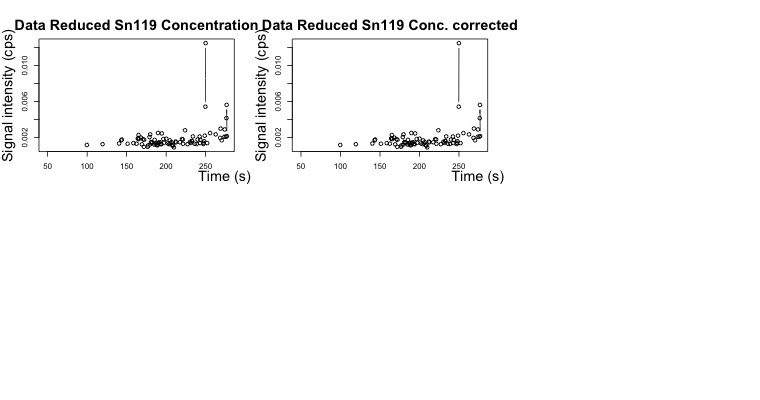 Data Reduced Sn119 Concentration
Signal intensity (cps)
0.002
0.006
0.010
50 100 150 200 250
Time (s)
Data Reduced Sn119 Conc. corrected
Signal intensity (cps)
0.002
0.006
0.010
50 100 150 200 250
Time (s)